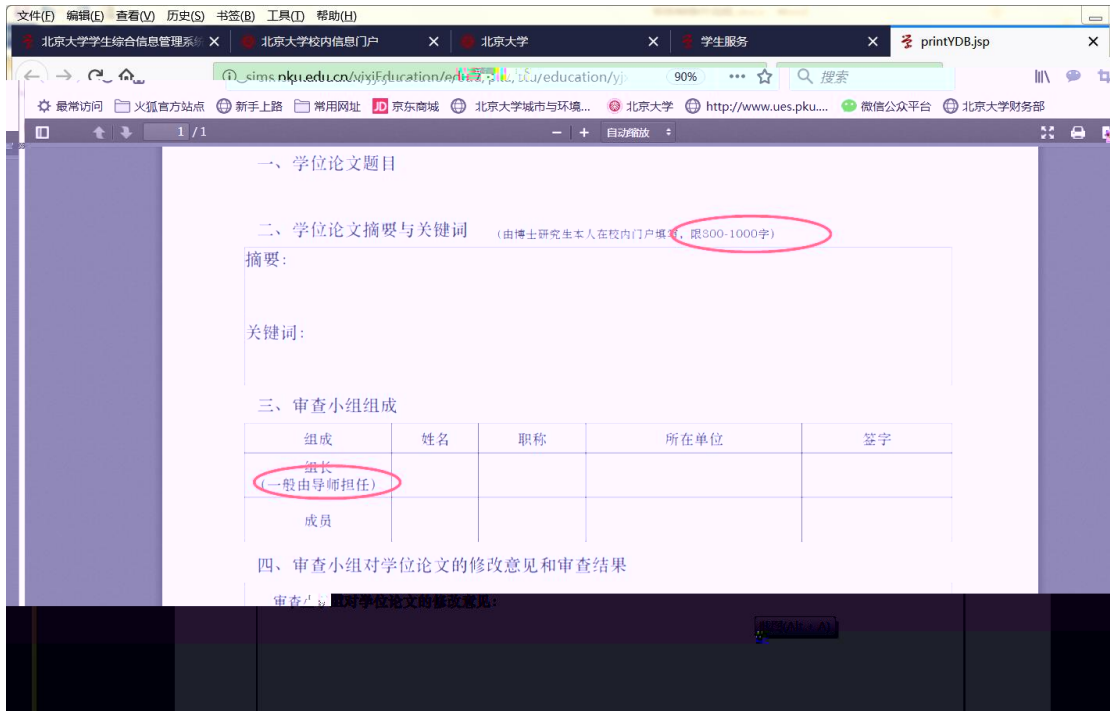 文件(F) 编辑(E) 查看(V) 历史(S) 书签(B) 工具(T) 帮助(H)
北京大学学生综合信息管理系统 × 北京大学校内信息门户 × 北京大学 × 学生服务 × printYDB.jsp ×
90% ··· 搜索
最常访问 火狐官方站点 新手上路 常用网址 JD 京东商城 北京大学城市与环境... 北京大学 http://www.ues.pku.... 微信公众平台 北京大学财务部
1 / 1 − + 自动缩放
一、学位论文题目
二、学位论文摘要与关键词 (由博士研究生本人在校内门户填写，限800-1000字)
摘要：
关键词：
三、审查小组组成
组成 姓名 职称 所在单位 签字
组长
(一般由导师担任)
成员
四、审查小组对学位论文的修改意见和审查结果
审查小组对学位论文的修改意见：